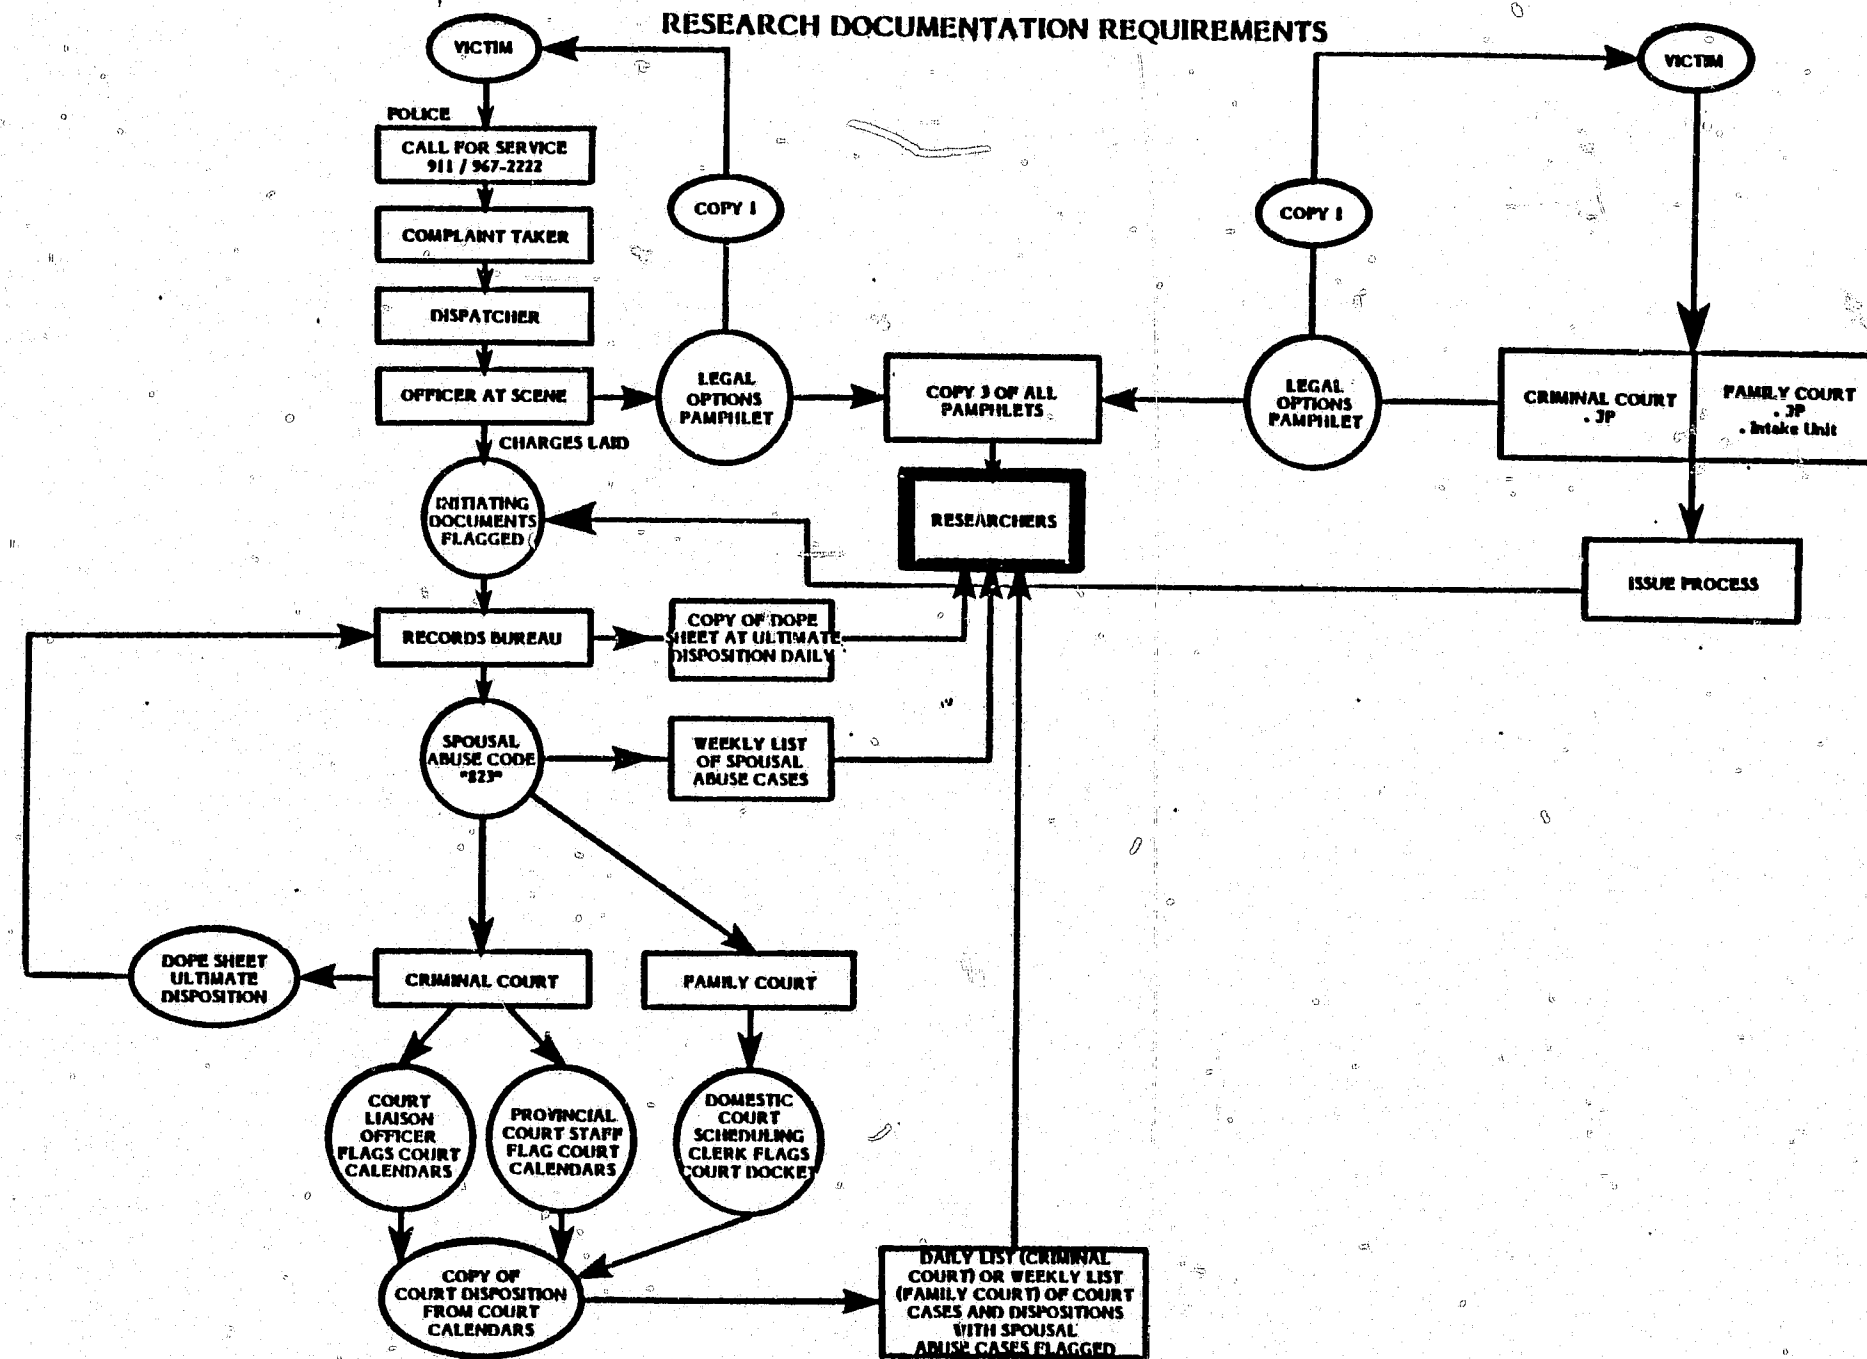 RESEARCH DOCUMENTATION REQUIREMENTS
VICTIM
POLICE
CALL FOR SERVICE
911 / 967-2222
COMPLAINT TAKER
DISPATCHER
OFFICER AT SCENE
CHARGES LAID
COPY 1
LEGAL
OPTIONS
PAMPHLET
COPY 3 OF ALL
PAMPHLETS
RESEARCHERS
VICTIM
COPY 1
LEGAL
OPTIONS
PAMPHLET
CRIMINAL COURT
. JP
FAMILY COURT
. JP
. Intake Unit
ISSUE PROCESS
INITIATING
DOCUMENTS
FLAGGED
RECORDS BUREAU
COPY OF DOPE
SHEET AT ULTIMATE
DISPOSITION DAILY
SPOUSAL
ABUSE CODE
"823"
WEEKLY LIST
OF SPOUSAL
ABUSE CASES
DOPE SHEET
ULTIMATE
DISPOSITION
CRIMINAL COURT
FAMILY COURT
COURT
LIAISON
OFFICER
FLAGS COURT
CALENDARS
PROVINCIAL
COURT STAFF
FLAG COURT
CALENDARS
DOMESTIC
COURT
SCHEDULING
CLERK FLAGS
COURT DOCKET
COPY OF
COURT DISPOSITION
FROM COURT
CALENDARS
DAILY LIST (CRIMINAL
COURT) OR WEEKLY LIST
(FAMILY COURT) OF COURT
CASES AND DISPOSITIONS
WITH SPOUSAL
ABUSE CASES FLAGGED